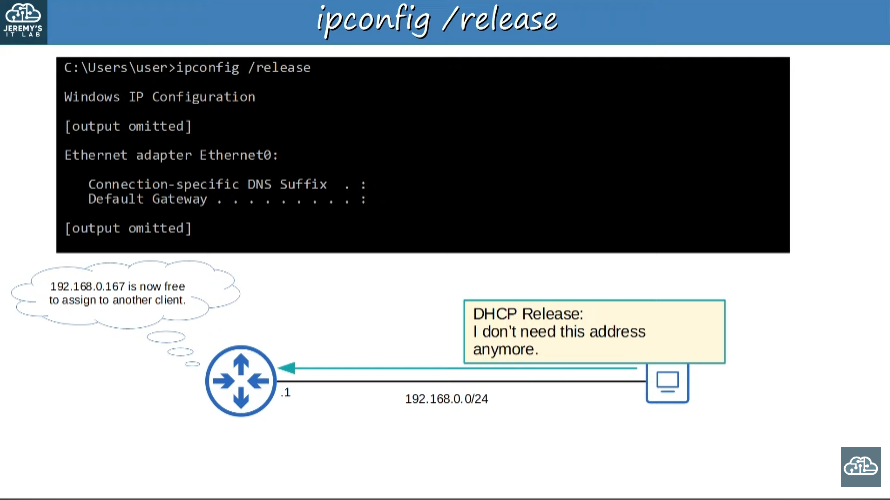 JEREMY'S
IT LAB
ipconfig /release
C:\Users\user>ipconfig /release
Windows IP Configuration
[output omitted]
Ethernet adapter Ethernet0:
Connection-specific DNS Suffix  . :
Default Gateway . . . . . . . . . :
[output omitted]
192.168.0.167 is now free
to assign to another client.
DHCP Release:
I don't need this address
anymore.
.1
192.168.0.0/24